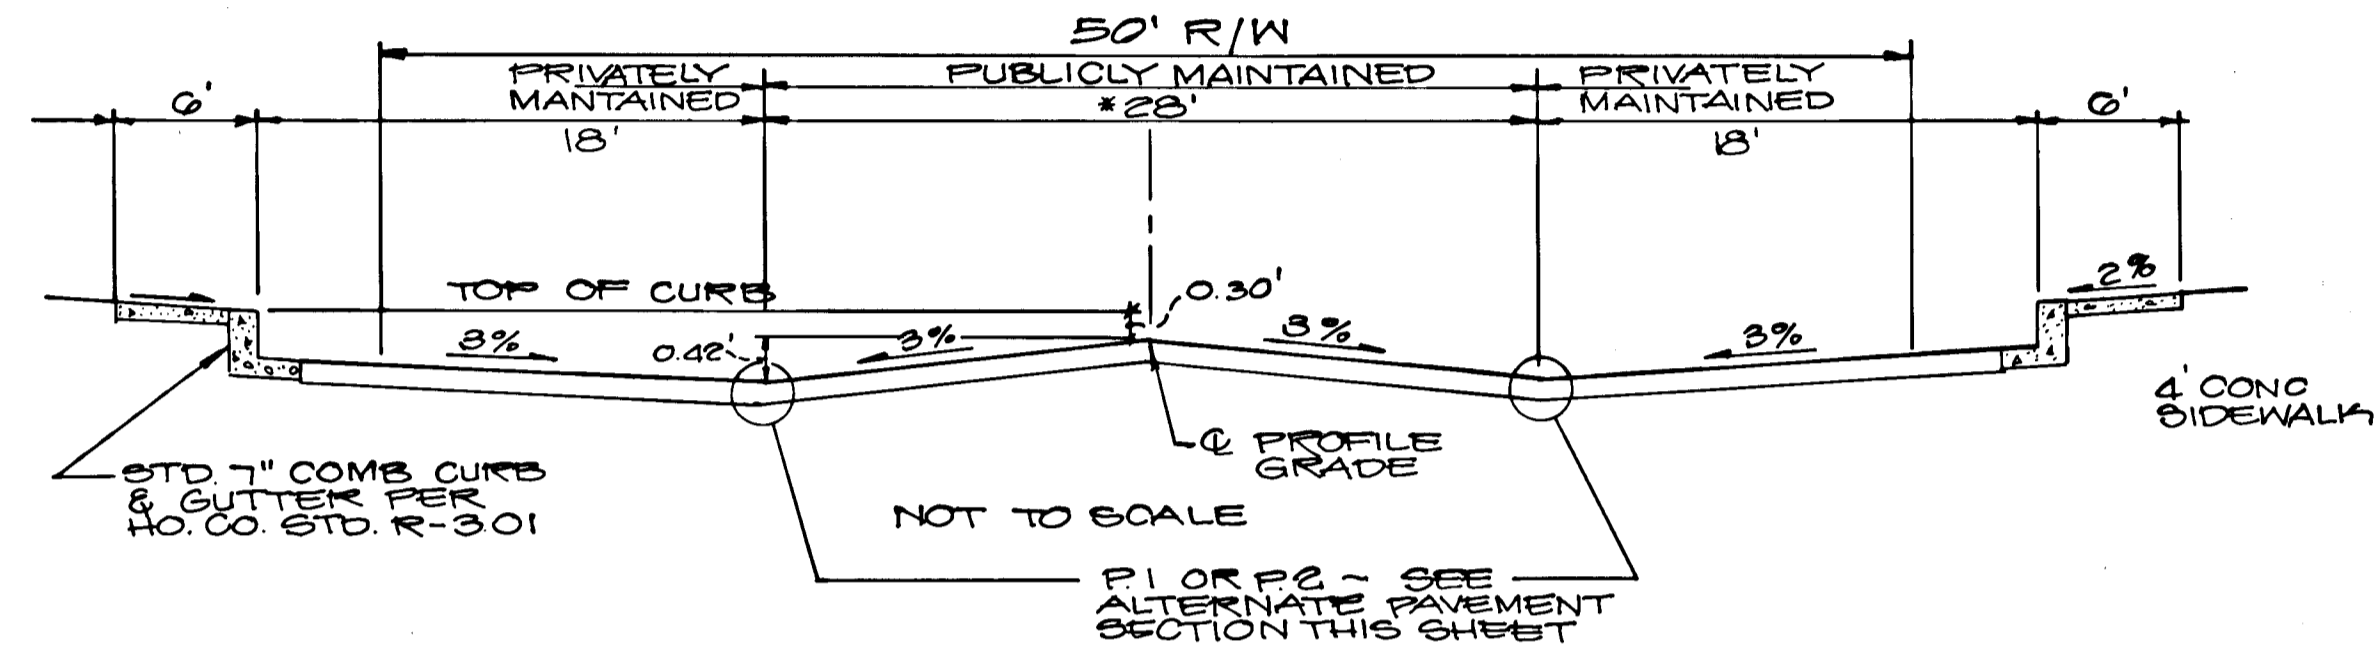 50' R/W
PRIVATELY
MANTAINED
PUBLICLY MAINTAINED
*28'
PRIVATELY
MAINTAINED
6'
18'
18'
6'
TOP OF CURB
0.30'
2%
3%
0.42'
3%
3%
3%
4' CONC
SIDEWALK
℄ PROFILE
GRADE
STD. 7" COMB CURB
& GUTTER PER
HO. CO. STD. R-3.01
NOT TO SCALE
P.1 OR P.2 ~ SEE
ALTERNATE PAVEMENT
SECTION THIS SHEET